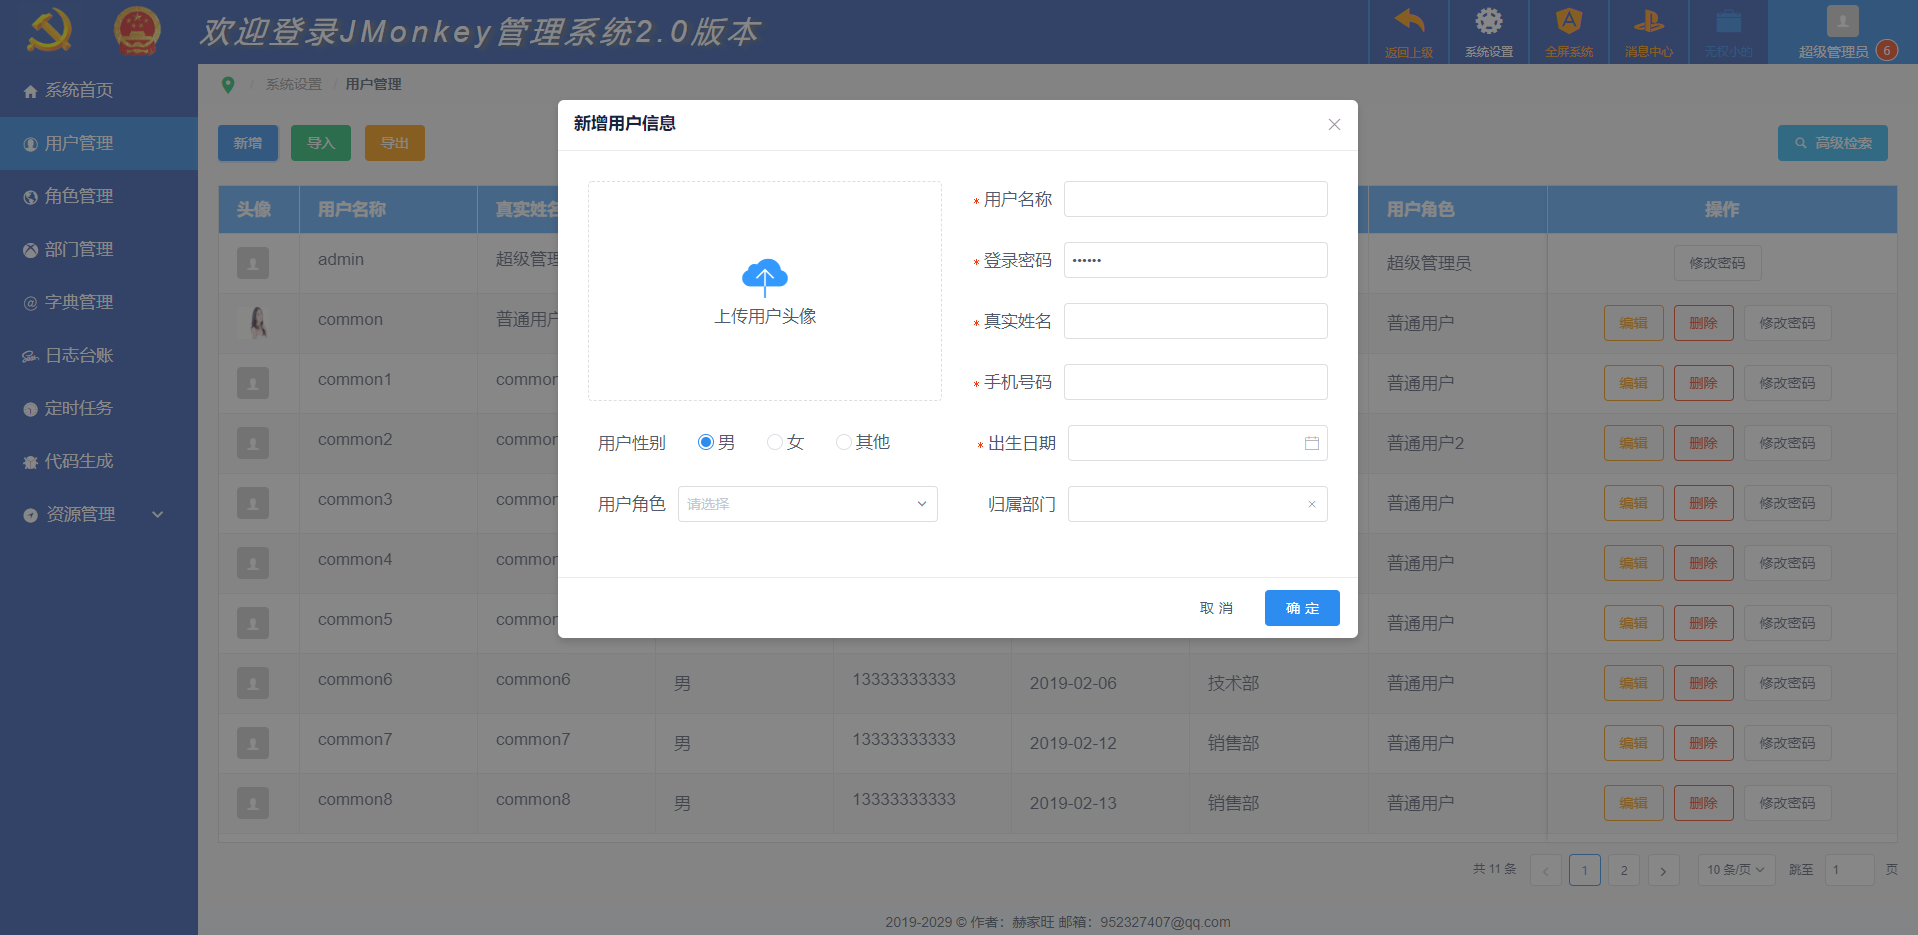 欢迎登录JMonkey管理系统2.0版本
返回上级
系统设置
全屏系统
消息中心
无权小的
超级管理员 6
系统首页
用户管理
角色管理
部门管理
字典管理
日志台账
定时任务
代码生成
资源管理
/ 系统设置 / 用户管理
新增 导入 导出 高级检索
头像 用户名称 真实姓名 用户角色 操作
admin 超级管理 超级管理员 修改密码
common 普通用户 普通用户 编辑 删除 修改密码
common1 common 普通用户 编辑 删除 修改密码
common2 common 普通用户2 编辑 删除 修改密码
common3 common 普通用户 编辑 删除 修改密码
common4 common 普通用户 编辑 删除 修改密码
common5 common 普通用户 编辑 删除 修改密码
common6 common6 男 13333333333 2019-02-06 技术部 普通用户 编辑 删除 修改密码
common7 common7 男 13333333333 2019-02-12 销售部 普通用户 编辑 删除 修改密码
common8 common8 男 13333333333 2019-02-13 销售部 普通用户 编辑 删除 修改密码
新增用户信息
上传用户头像
* 用户名称
* 登录密码 ••••••
* 真实姓名
* 手机号码
用户性别 男 女 其他
* 出生日期
用户角色 请选择
归属部门
取 消 确 定
共 11 条 1 2 10 条/页 跳至 1 页
2019-2029 © 作者：赫家旺 邮箱：952327407@qq.com